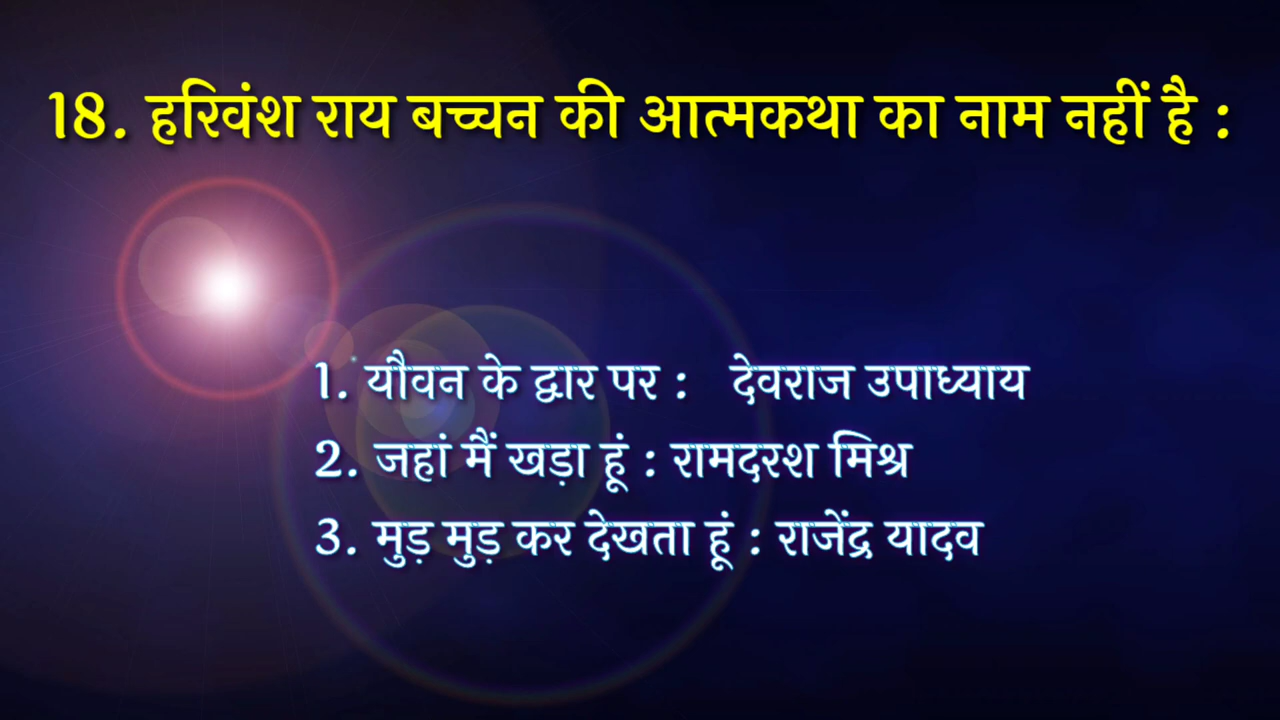 18. हरिवंश राय बच्चन की आत्मकथा का नाम नहीं है :
1. यौवन के द्वार पर : देवराज उपाध्याय
2. जहां मैं खड़ा हूं : रामदरश मिश्र
3. मुड़ मुड़ कर देखता हूं : राजेंद्र यादव